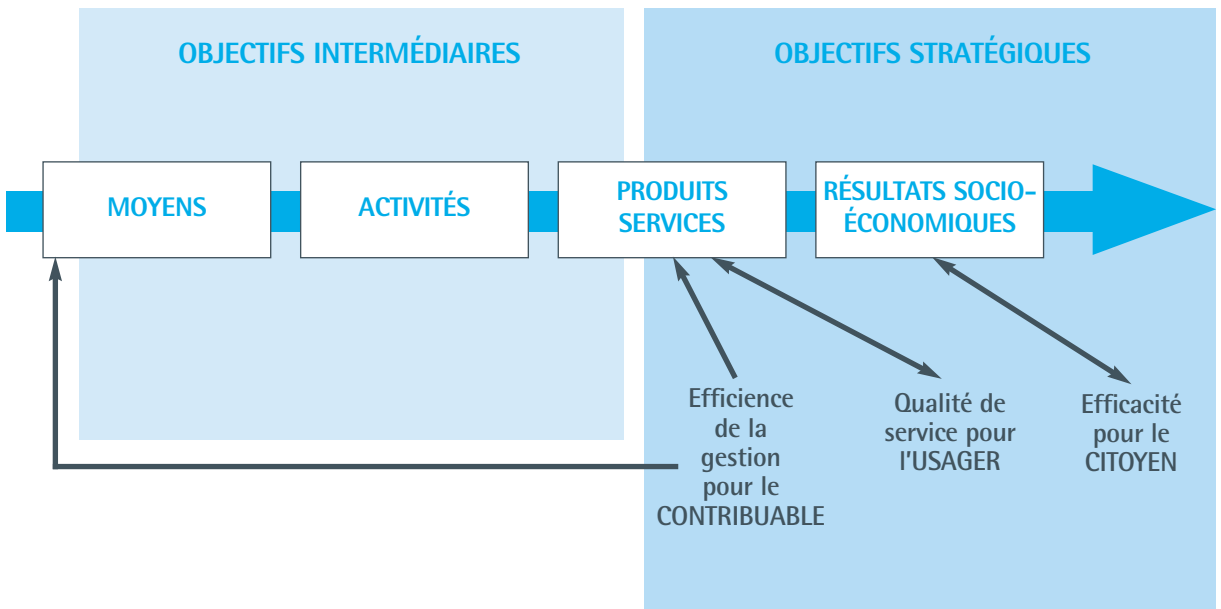 OBJECTIFS INTERMÉDIAIRES
OBJECTIFS STRATÉGIQUES
MOYENS
ACTIVITÉS
PRODUITS
SERVICES
RÉSULTATS SOCIO-
ÉCONOMIQUES
Efficience
de la
gestion
pour le
CONTRIBUABLE
Qualité de
service pour
l'USAGER
Efficacité
pour le
CITOYEN